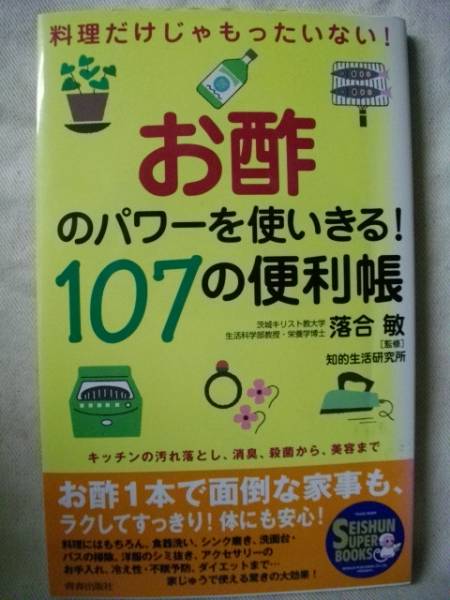 料理だけじゃもったいない!
お酢
のパワーを使いきる!
107の便利帳
茨城キリスト教大学
生活科学部教授・栄養学博士
落合 敏
[監修]
知的生活研究所
キッチンの汚れ落とし、消臭、殺菌から、美容まで
お酢1本で面倒な家事も、
ラクしてすっきり!体にも安心!
料理にはもちろん、食器洗い、シンク磨き、洗面台・
バスの掃除、洋服のシミ抜き、アクセサリーの
お手入れ、冷え性・不眠予防、ダイエットまで…
家じゅうで使える驚きの大効果!
SEISHUN
SUPER
BOOKS
青春出版社